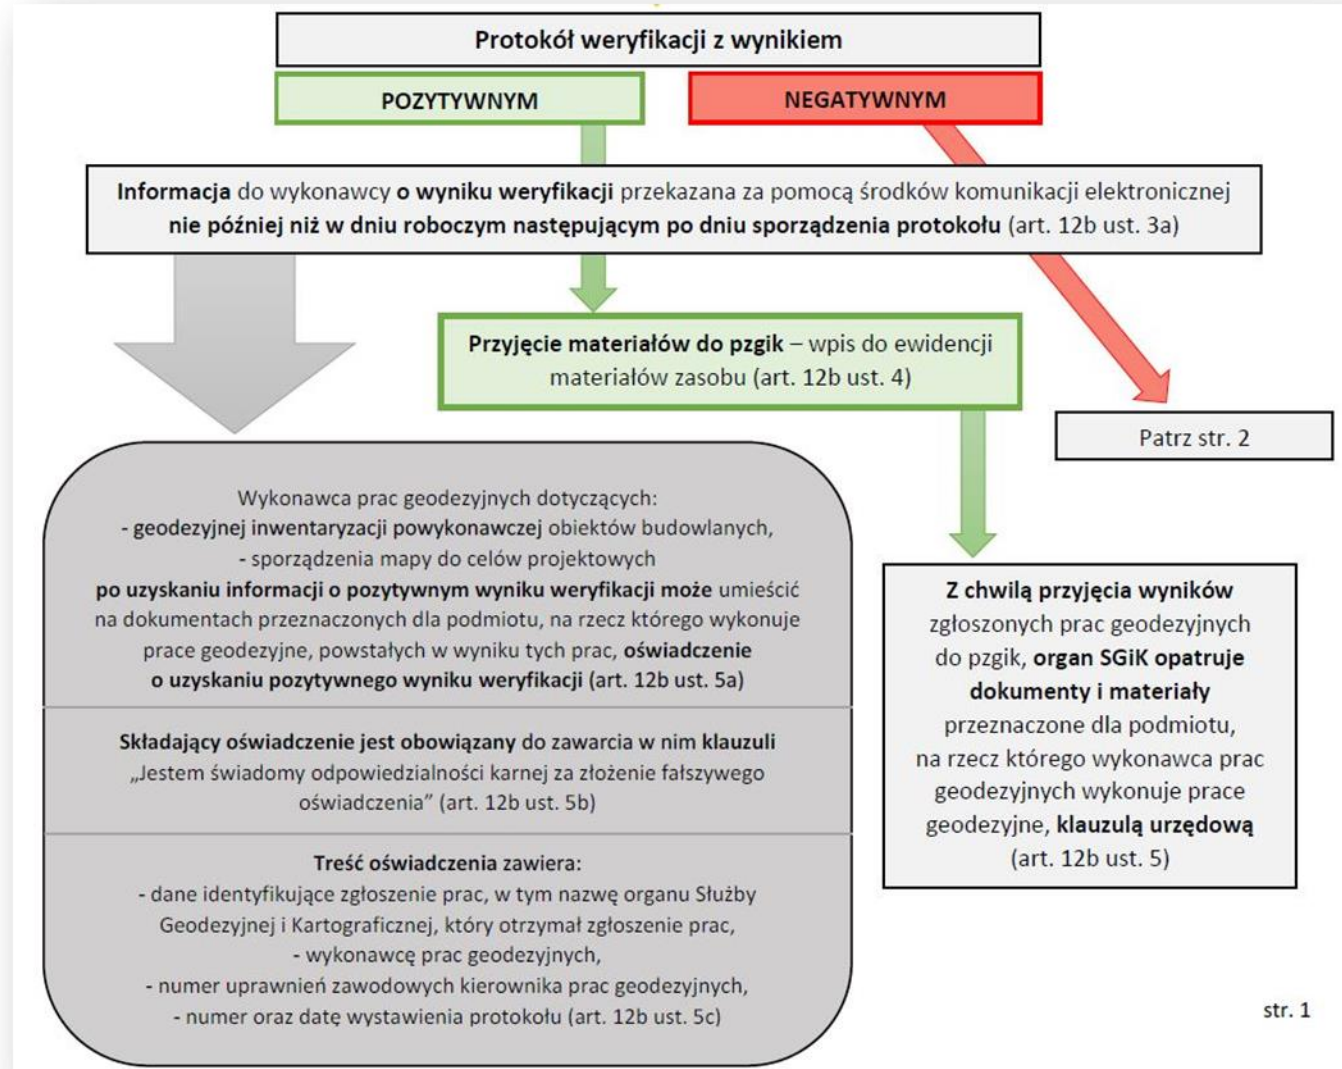 Protokół weryfikacji z wynikiem
POZYTYWNYM
NEGATYWNYM
Informacja do wykonawcy o wyniku weryfikacji przekazana za pomocą środków komunikacji elektronicznej
nie później niż w dniu roboczym następującym po dniu sporządzenia protokołu (art. 12b ust. 3a)
Przyjęcie materiałów do pzgik – wpis do ewidencji
materiałów zasobu (art. 12b ust. 4)
Patrz str. 2
Wykonawca prac geodezyjnych dotyczących:
- geodezyjnej inwentaryzacji powykonawczej obiektów budowlanych,
- sporządzenia mapy do celów projektowych
po uzyskaniu informacji o pozytywnym wyniku weryfikacji może umieścić
na dokumentach przeznaczonych dla podmiotu, na rzecz którego wykonuje
prace geodezyjne, powstałych w wyniku tych prac, oświadczenie
o uzyskaniu pozytywnego wyniku weryfikacji (art. 12b ust. 5a)
Składający oświadczenie jest obowiązany do zawarcia w nim klauzuli
„Jestem świadomy odpowiedzialności karnej za złożenie fałszywego
oświadczenia” (art. 12b ust. 5b)
Treść oświadczenia zawiera:
- dane identyfikujące zgłoszenie prac, w tym nazwę organu Służby
Geodezyjnej i Kartograficznej, który otrzymał zgłoszenie prac,
- wykonawcę prac geodezyjnych,
- numer uprawnień zawodowych kierownika prac geodezyjnych,
- numer oraz datę wystawienia protokołu (art. 12b ust. 5c)
Z chwilą przyjęcia wyników
zgłoszonych prac geodezyjnych
do pzgik, organ SGiK opatruje
dokumenty i materiały
przeznaczone dla podmiotu,
na rzecz którego wykonawca prac
geodezyjnych wykonuje prace
geodezyjne, klauzulą urzędową
(art. 12b ust. 5)
str. 1